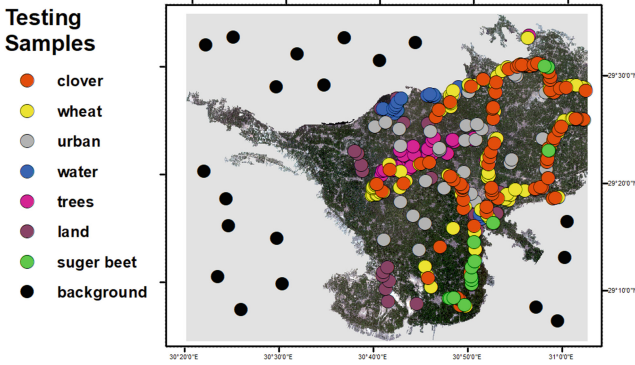 Testing
Samples
clover
wheat
urban
water
trees
land
suger beet
background
29°30'0"N
29°20'0"N
29°10'0"N
30°20'0"E 30°30'0"E 30°40'0"E 30°50'0"E 31°0'0"E